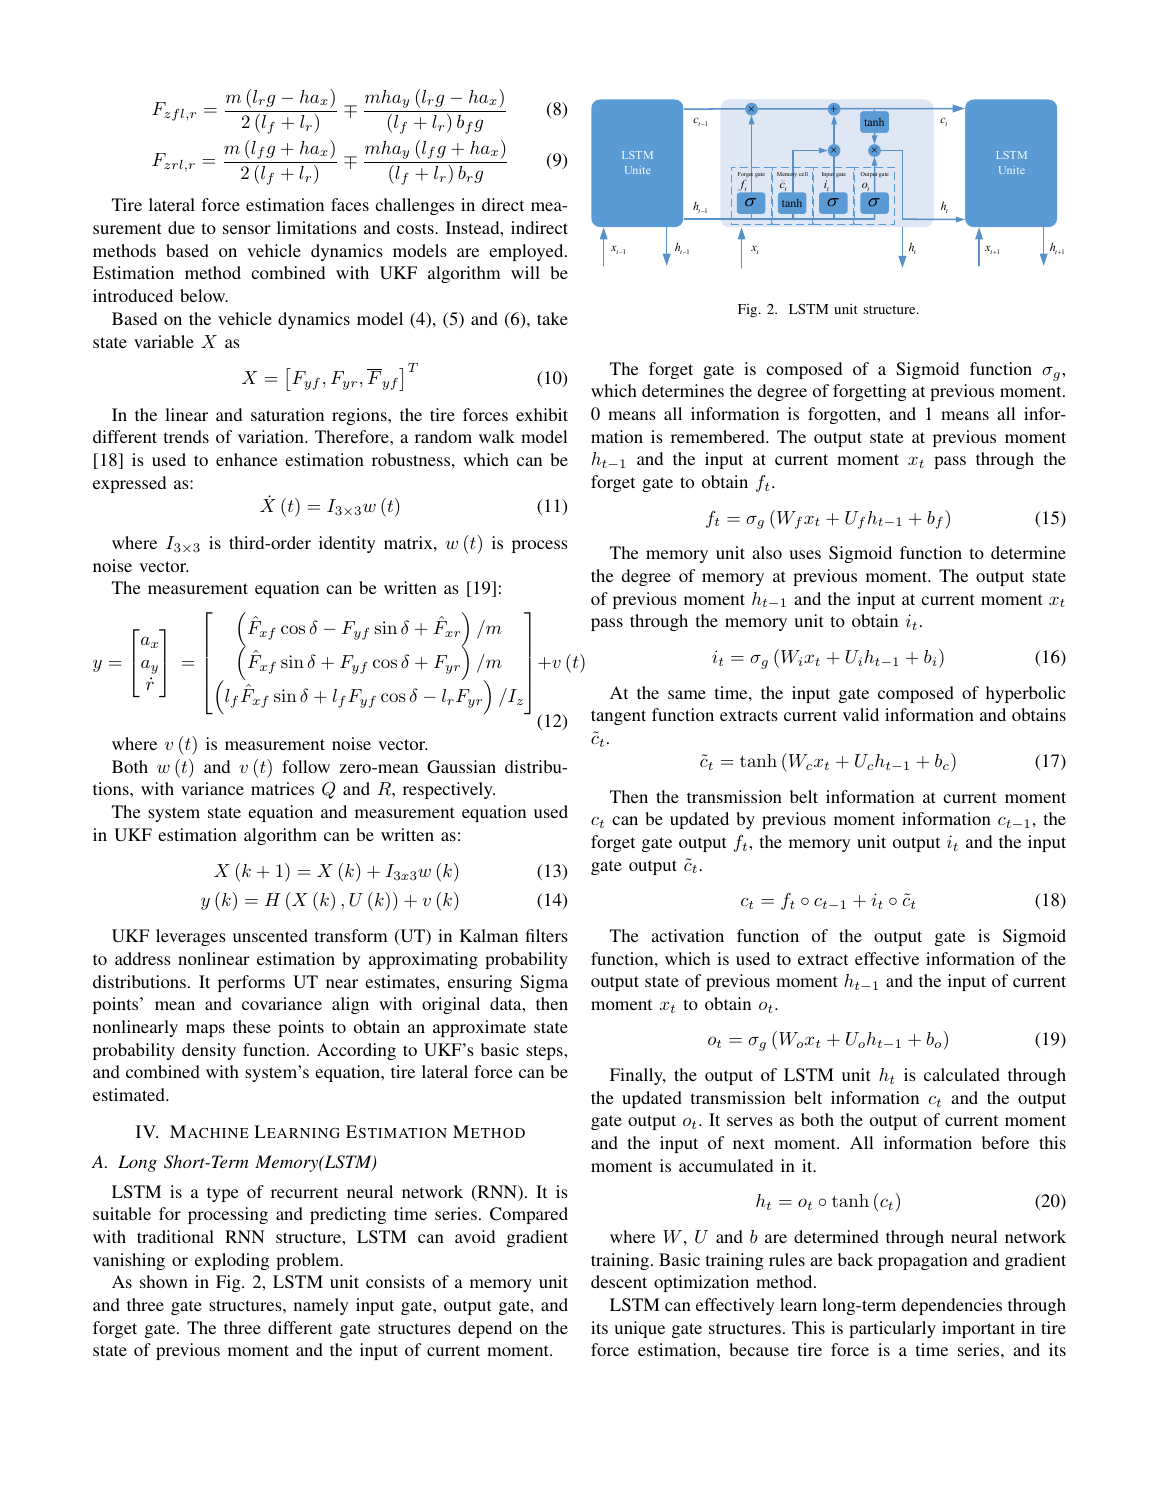 F_{zfl,r} = \frac{m (l_r g − h a_x)}{2 (l_f + l_r)} ∓ \frac{m h a_y (l_r g − h a_x)}{(l_f + l_r) b_f g} (8)
F_{zrl,r} = \frac{m (l_f g + h a_x)}{2 (l_f + l_r)} ∓ \frac{m h a_y (l_f g + h a_x)}{(l_f + l_r) b_r g} (9)
Tire lateral force estimation faces challenges in direct mea-
surement due to sensor limitations and costs. Instead, indirect
methods based on vehicle dynamics models are employed.
Estimation method combined with UKF algorithm will be
introduced below.
Based on the vehicle dynamics model (4), (5) and (6), take
state variable X as
X = [F_{yf}, F_{yr}, \overline{F}_{yf}]^T (10)
In the linear and saturation regions, the tire forces exhibit
different trends of variation. Therefore, a random walk model
[18] is used to enhance estimation robustness, which can be
expressed as:
Ẋ (t) = I_{3×3} w (t) (11)
where I_{3×3} is third-order identity matrix, w (t) is process
noise vector.
The measurement equation can be written as [19]:
y = [a_x; a_y; ṙ] = [(F̂_{xf} cos δ − F_{yf} sin δ + F̂_{xr}) /m; (F̂_{xf} sin δ + F_{yf} cos δ + F_{yr}) /m; (l_f F̂_{xf} sin δ + l_f F_{yf} cos δ − l_r F_{yr}) /I_z] + v (t)
(12)
where v (t) is measurement noise vector.
Both w (t) and v (t) follow zero-mean Gaussian distribu-
tions, with variance matrices Q and R, respectively.
The system state equation and measurement equation used
in UKF estimation algorithm can be written as:
X (k + 1) = X (k) + I_{3x3} w (k) (13)
y (k) = H (X (k) , U (k)) + v (k) (14)
UKF leverages unscented transform (UT) in Kalman filters
to address nonlinear estimation by approximating probability
distributions. It performs UT near estimates, ensuring Sigma
points' mean and covariance align with original data, then
nonlinearly maps these points to obtain an approximate state
probability density function. According to UKF's basic steps,
and combined with system's equation, tire lateral force can be
estimated.
IV. MACHINE LEARNING ESTIMATION METHOD
A. Long Short-Term Memory(LSTM)
LSTM is a type of recurrent neural network (RNN). It is
suitable for processing and predicting time series. Compared
with traditional RNN structure, LSTM can avoid gradient
vanishing or exploding problem.
As shown in Fig. 2, LSTM unit consists of a memory unit
and three gate structures, namely input gate, output gate, and
forget gate. The three different gate structures depend on the
state of previous moment and the input of current moment.
LSTM
Unite
c_{t−1}
h_{t−1}
x_{t−1}
h_{t−1}
×
+
tanh
×
×
Forget gate
Memory cell
Input gate
Output gate
f_t
c̃_t
i_t
o_t
σ
tanh
σ
σ
x_t
h_t
c_t
h_t
LSTM
Unite
x_{t+1}
h_{t+1}
Fig. 2. LSTM unit structure.
The forget gate is composed of a Sigmoid function σ_g,
which determines the degree of forgetting at previous moment.
0 means all information is forgotten, and 1 means all infor-
mation is remembered. The output state at previous moment
h_{t−1} and the input at current moment x_t pass through the
forget gate to obtain f_t.
f_t = σ_g (W_f x_t + U_f h_{t−1} + b_f) (15)
The memory unit also uses Sigmoid function to determine
the degree of memory at previous moment. The output state
of previous moment h_{t−1} and the input at current moment x_t
pass through the memory unit to obtain i_t.
i_t = σ_g (W_i x_t + U_i h_{t−1} + b_i) (16)
At the same time, the input gate composed of hyperbolic
tangent function extracts current valid information and obtains
c̃_t.
c̃_t = tanh (W_c x_t + U_c h_{t−1} + b_c) (17)
Then the transmission belt information at current moment
c_t can be updated by previous moment information c_{t−1}, the
forget gate output f_t, the memory unit output i_t and the input
gate output c̃_t.
c_t = f_t ∘ c_{t−1} + i_t ∘ c̃_t (18)
The activation function of the output gate is Sigmoid
function, which is used to extract effective information of the
output state of previous moment h_{t−1} and the input of current
moment x_t to obtain o_t.
o_t = σ_g (W_o x_t + U_o h_{t−1} + b_o) (19)
Finally, the output of LSTM unit h_t is calculated through
the updated transmission belt information c_t and the output
gate output o_t. It serves as both the output of current moment
and the input of next moment. All information before this
moment is accumulated in it.
h_t = o_t ∘ tanh (c_t) (20)
where W, U and b are determined through neural network
training. Basic training rules are back propagation and gradient
descent optimization method.
LSTM can effectively learn long-term dependencies through
its unique gate structures. This is particularly important in tire
force estimation, because tire force is a time series, and its